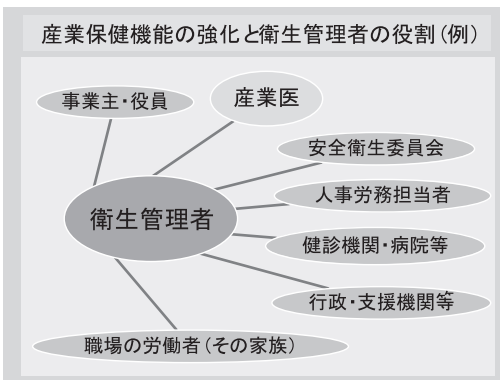 産業保健機能の強化と衛生管理者の役割(例)
事業主・役員
産業医
安全衛生委員会
人事労務担当者
衛生管理者
健診機関・病院等
行政・支援機関等
職場の労働者(その家族)